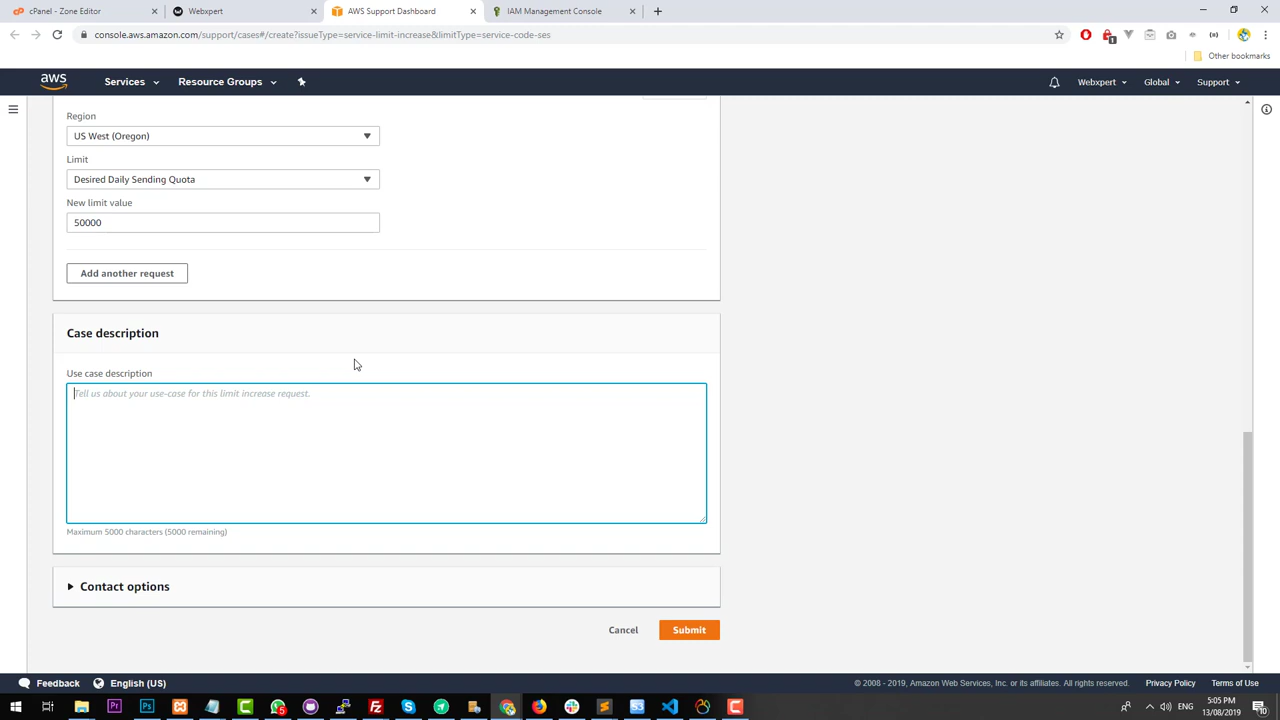 cPanel - Zone Editor
Webxpert
AWS Support Dashboard
IAM Management Console
console.aws.amazon.com/support/cases#/create?issueType=service-limit-increase&limitType=service-code-ses
1
Other bookmarks
aws
Services
Resource Groups
Webxpert
Global
Support
Region
US West (Oregon)
Limit
Desired Daily Sending Quota
New limit value
50000
Add another request
Case description
Use case description
Tell us about your use-case for this limit increase request.
Maximum 5000 characters (5000 remaining)
Contact options
Cancel
Submit
Feedback
English (US)
© 2008 - 2019, Amazon Web Services, Inc. or its affiliates. All rights reserved.
Privacy Policy
Terms of Use
Pr
Ps
5
ENG
5:05 PM
13/08/2019
10